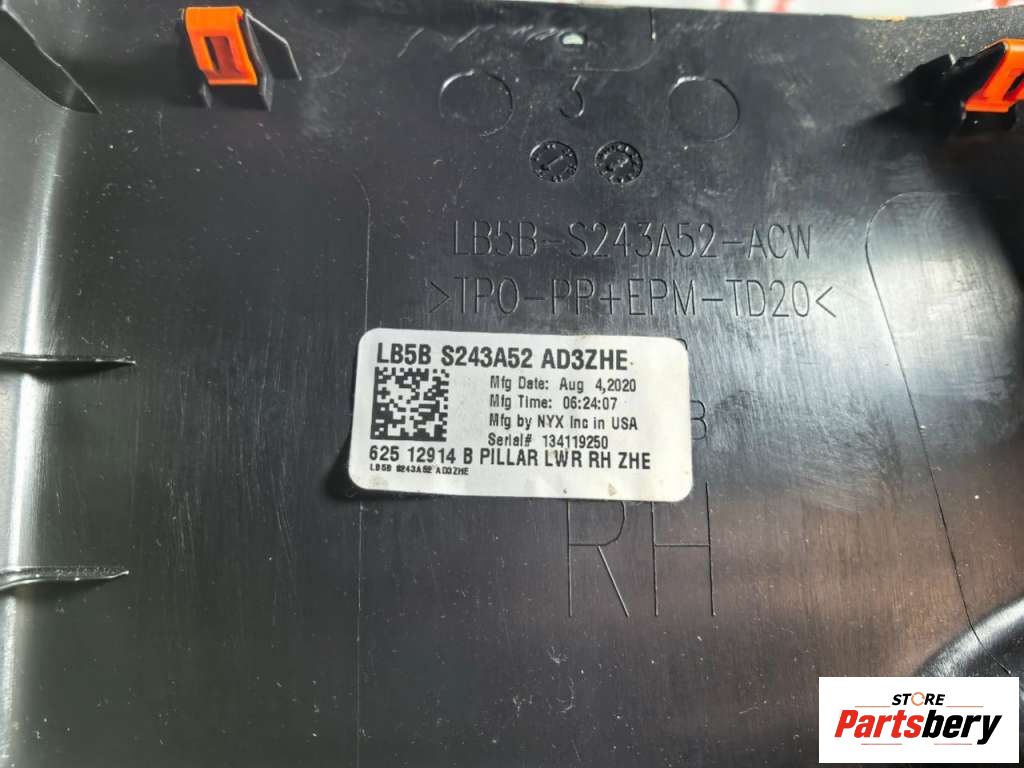 3
LB5B-S243A52-ACW
>TPO-PP+EPM-TD20<
LB5B S243A52 AD3ZHE
Mfg Date: Aug 4,2020
Mfg Time: 06:24:07
Mfg by NYX Inc in USA
Serial# 134119250
625 12914 B PILLAR LWR RH ZHE
LB5B S243A52 AD3ZHE
B
RH
STORE
Partsbery